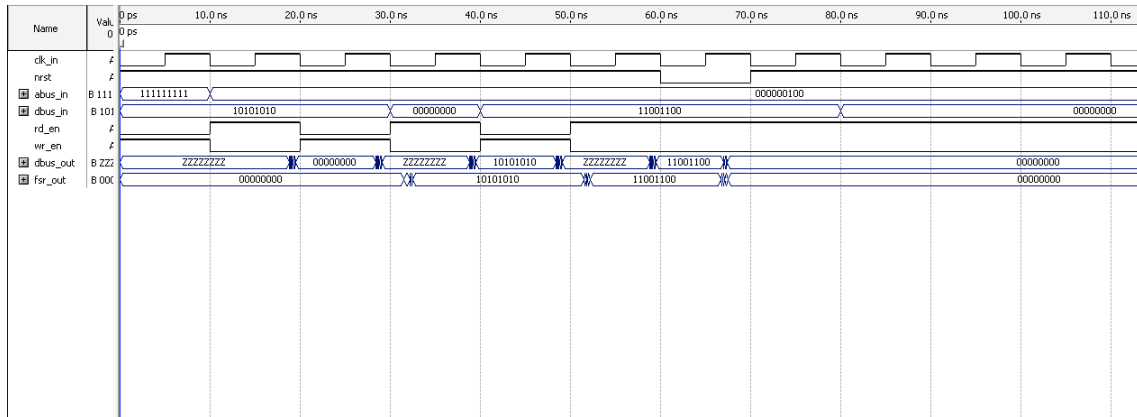 Name Valu 0 0 ps 10.0 ns 20.0 ns 30.0 ns 40.0 ns 50.0 ns 60.0 ns 70.0 ns 80.0 ns 90.0 ns 100.0 ns 110.0 ns
0 ps
clk_in
nrst
abus_in B 111 111111111 000000100
dbus_in B 101 10101010 00000000 11001100 00000000
rd_en
wr_en
dbus_out B ZZZ ZZZZZZZZ 00000000 ZZZZZZZZ 10101010 ZZZZZZZZ 11001100 00000000
fsr_out B 000 00000000 10101010 11001100 00000000